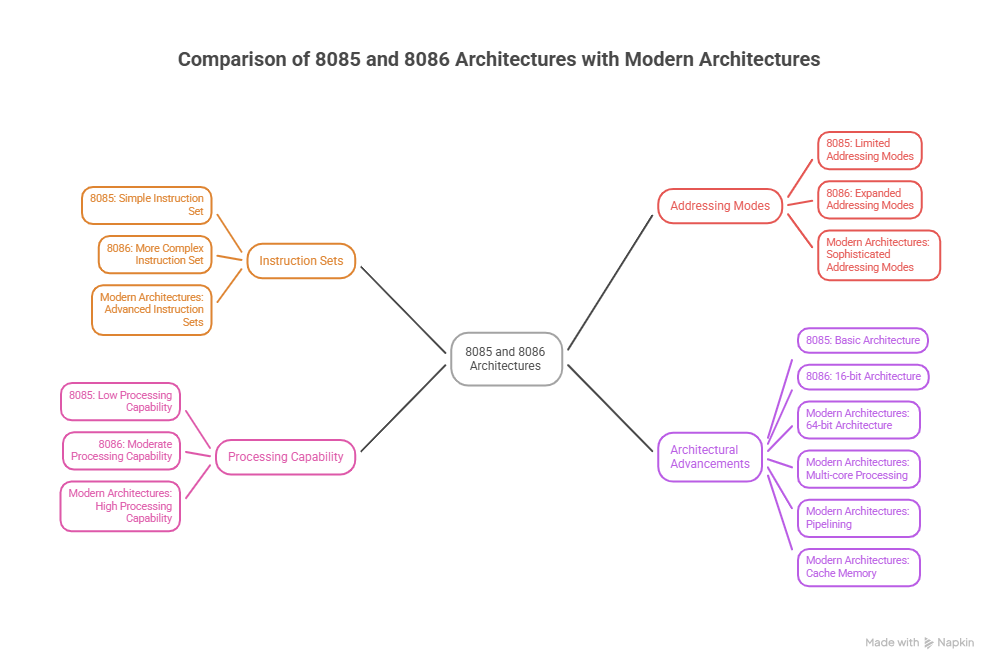 Comparison of 8085 and 8086 Architectures with Modern Architectures
8085: Simple Instruction
Set
8086: More Complex
Instruction Set
Modern Architectures:
Advanced Instruction
Sets
Instruction Sets
8085: Low Processing
Capability
8086: Moderate
Processing Capability
Modern Architectures:
High Processing
Capability
Processing Capability
8085 and 8086
Architectures
Addressing Modes
8085: Limited
Addressing Modes
8086: Expanded
Addressing Modes
Modern Architectures:
Sophisticated
Addressing Modes
Architectural
Advancements
8085: Basic Architecture
8086: 16-bit Architecture
Modern Architectures:
64-bit Architecture
Modern Architectures:
Multi-core Processing
Modern Architectures:
Pipelining
Modern Architectures:
Cache Memory
Made with Napkin